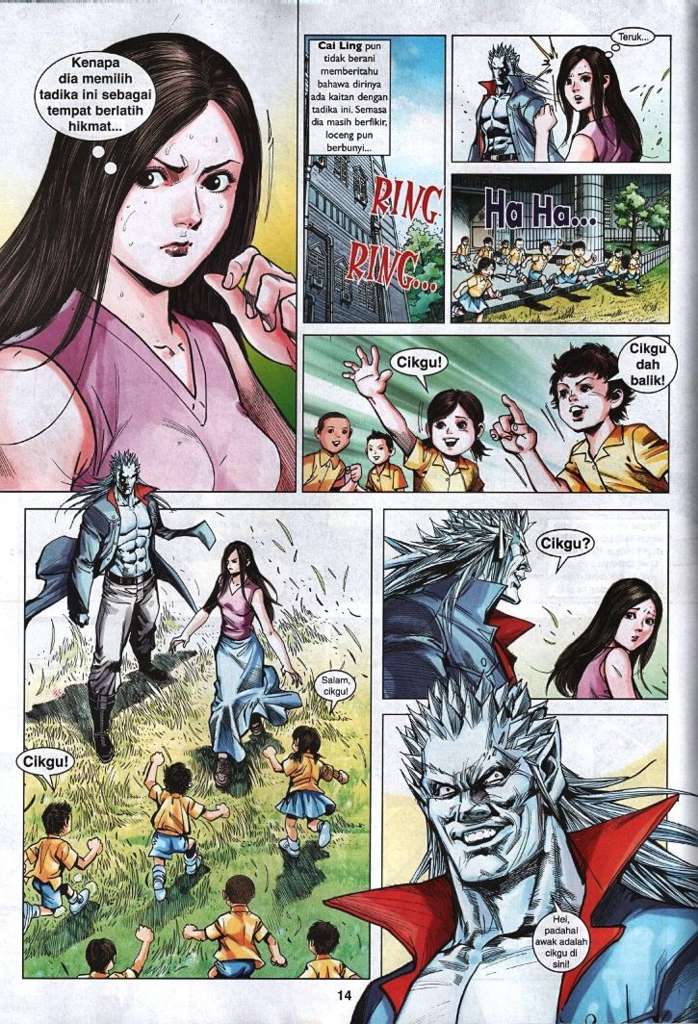 Kenapa
dia memilih
tadika ini sebagai
tempat berlatih
hikmat...
Cai Ling pun
tidak berani
memberitahu
bahawa dirinya
ada kaitan dengan
tadika ini. Semasa
dia masih berfikir,
loceng pun
berbunyi...
RING
RING...
Teruk...
Ha Ha...
Cikgu!
Cikgu
dah
balik!
Salam,
cikgu!
Cikgu!
Cikgu?
Hei,
padahal
awak adalah
cikgu di
sini!
14